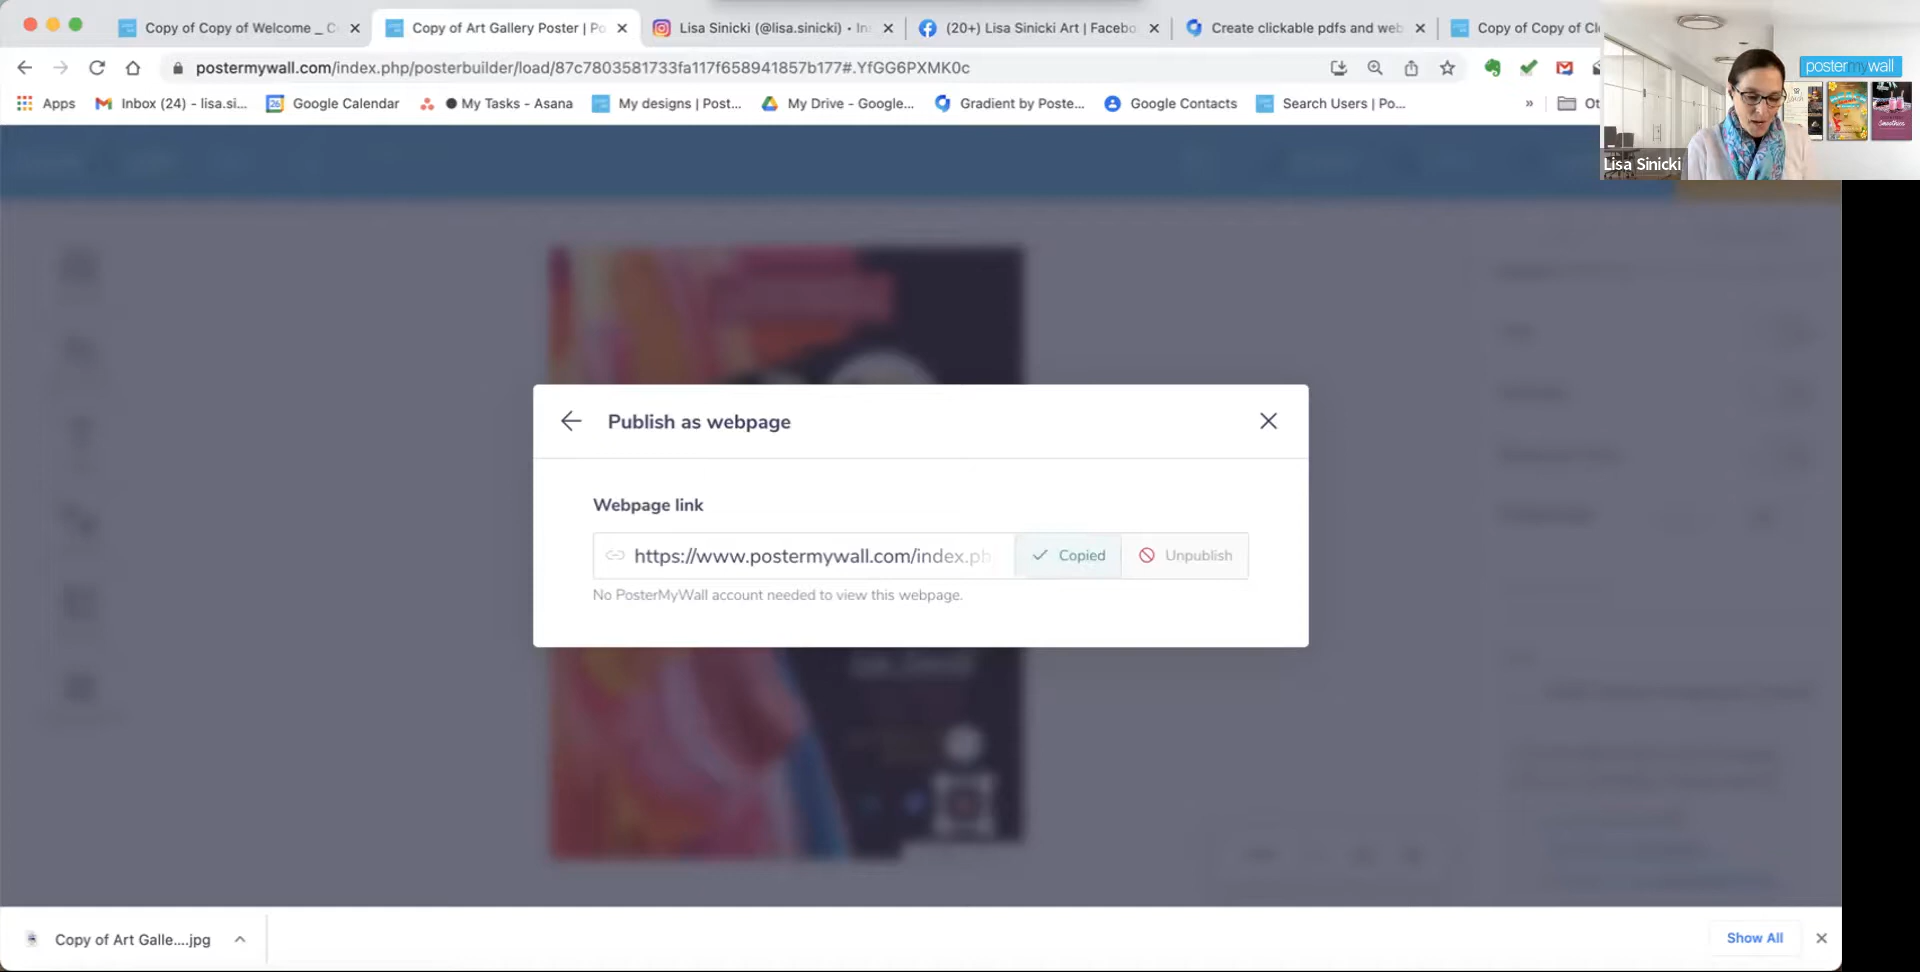 Copy of Copy of Welcome _ C
Copy of Art Gallery Poster | Po
Lisa Sinicki (@lisa.sinicki) • In
(20+) Lisa Sinicki Art | Facebo
Create clickable pdfs and web
Copy of Copy of Cl
postermywall.com/index.php/posterbuilder/load/87c7803581733fa117f658941857b177#.YfGG6PXMK0c
Apps
Inbox (24) - lisa.si...
26
Google Calendar
My Tasks - Asana
My designs | Post...
My Drive - Google...
Gradient by Poste...
Google Contacts
Search Users | Po...
»
Ot
postermywall
Smoothies
Lisa Sinicki
Publish as webpage
Webpage link
https://www.postermywall.com/index.ph
Copied
Unpublish
No PosterMyWall account needed to view this webpage.
Copy of Art Galle....jpg
Show All